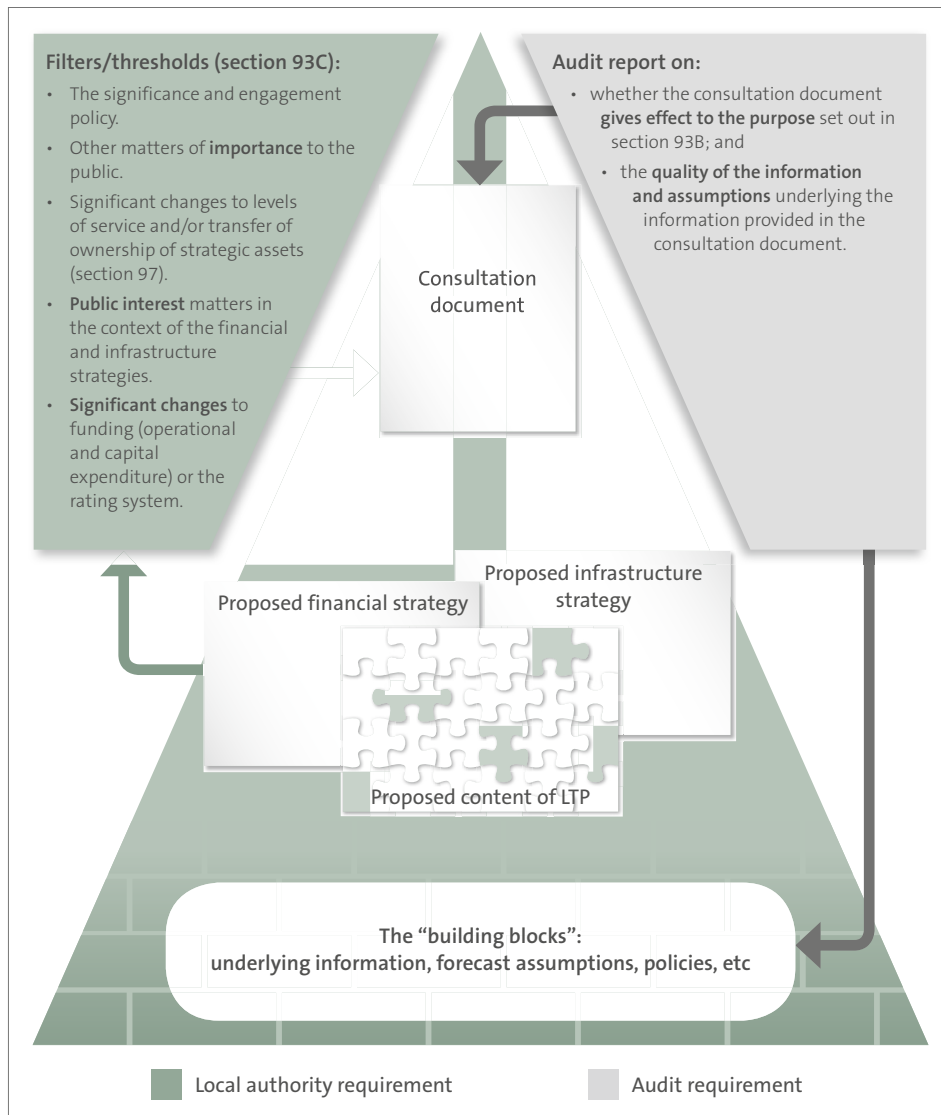 Filters/thresholds (section 93C):
• The significance and engagement
policy.
• Other matters of importance to the
public.
• Significant changes to levels
of service and/or transfer of
ownership of strategic assets
(section 97).
• Public interest matters in
the context of the financial
and infrastructure
strategies.
• Significant changes to
funding (operational
and capital
expenditure) or the
rating system.
Audit report on:
• whether the consultation document
gives effect to the purpose set out in
section 93B; and
• the quality of the information
and assumptions underlying the
information provided in the
consultation document.
Consultation
document
Proposed financial strategy
Proposed infrastructure
strategy
Proposed content of LTP
The “building blocks”:
underlying information, forecast assumptions, policies, etc
Local authority requirement
Audit requirement